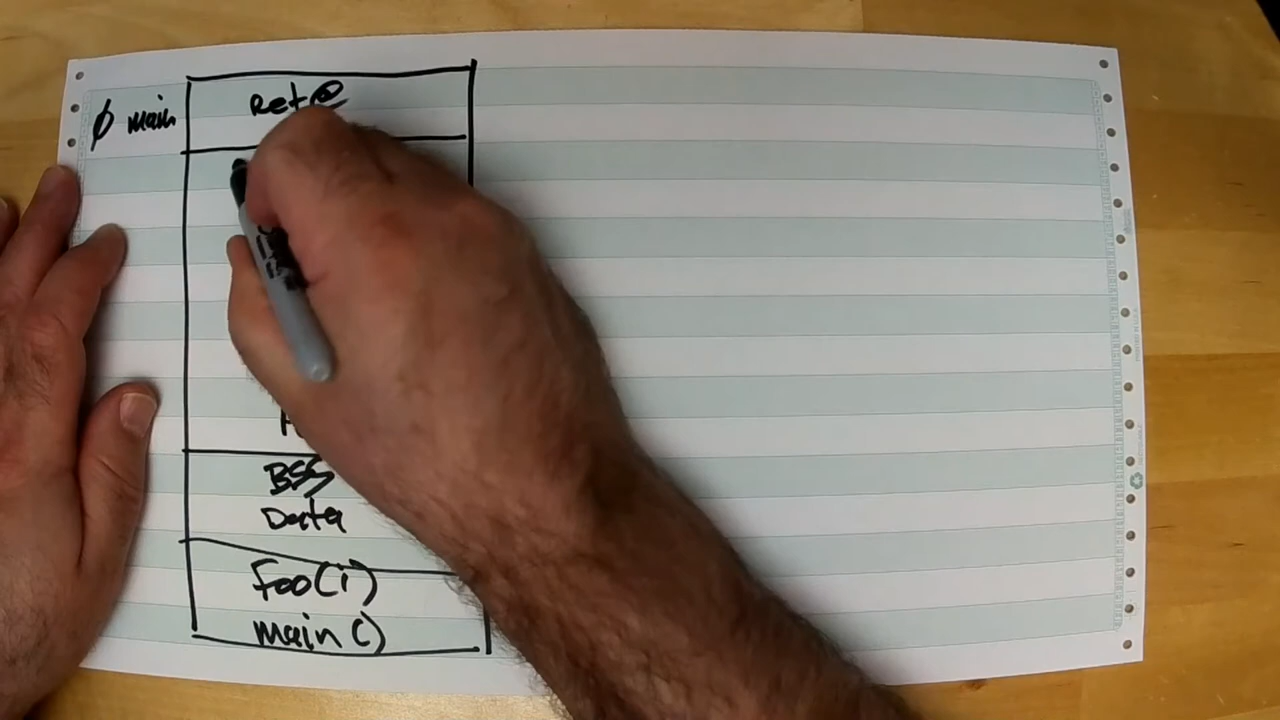 ø main Ret@
BSS
Data
foo(i)
main()